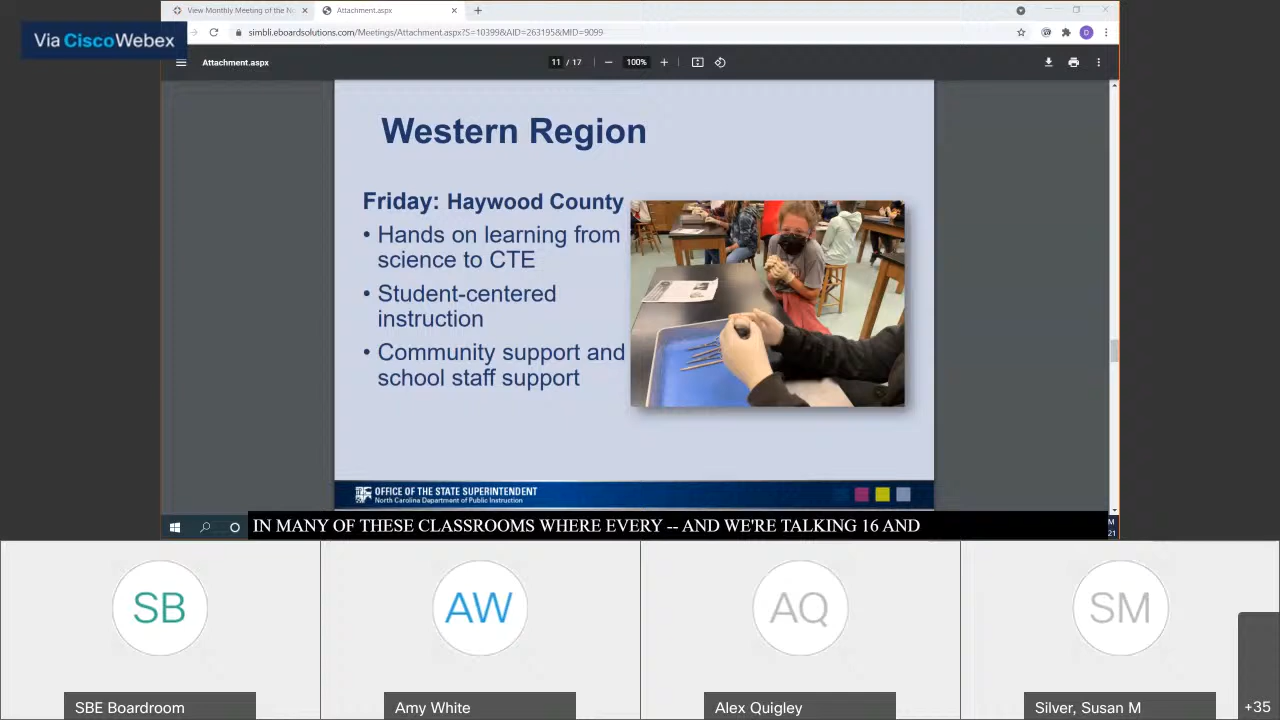 View Monthly Meeting of the No
Attachment.aspx
Via Cisco Webex
simbli.eboardsolutions.com/Meetings/Attachment.aspx?S=10399&AID=263195&MID=9099
D
Attachment.aspx
11 / 17
100%
Western Region
Friday: Haywood County
• Hands on learning from
science to CTE
• Student-centered
instruction
• Community support and
school staff support
OFFICE OF THE STATE SUPERINTENDENT
North Carolina Department of Public Instruction
IN MANY OF THESE CLASSROOMS WHERE EVERY -- AND WE'RE TALKING 16 AND
M
21
SB
AW
AQ
SM
SBE Boardroom
Amy White
Alex Quigley
Silver, Susan M
+35